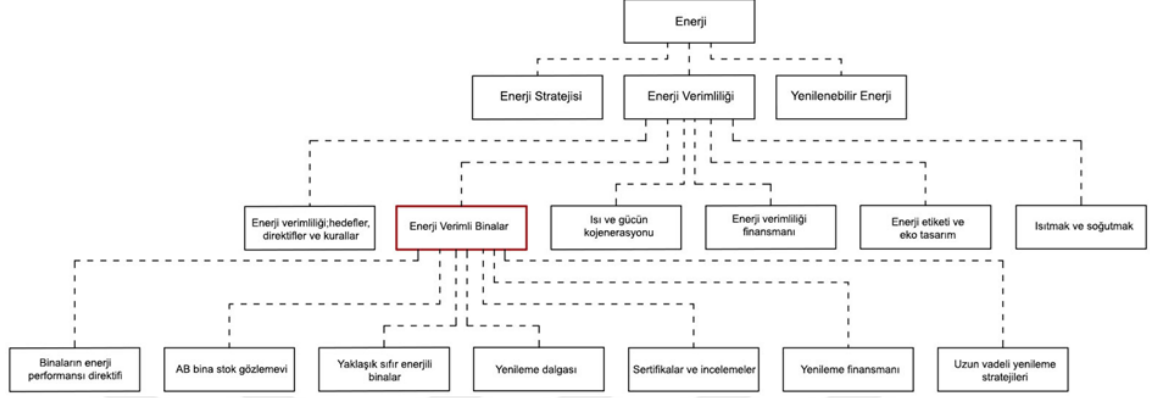 Enerji
Enerji Stratejisi
Enerji Verimliliği
Yenilenebilir Enerji
Enerji verimliliği;hedefler,
direktifler ve kurallar
Enerji Verimli Binalar
Isı ve gücün
kojenerasyonu
Enerji verimliliği
finansmanı
Enerji etiketi ve
eko tasarım
Isıtmak ve soğutmak
Binaların enerji
performansı direktifi
AB bina stok gözlemevi
Yaklaşık sıfır enerjili
binalar
Yenileme dalgası
Sertifikalar ve incelemeler
Yenileme finansmanı
Uzun vadeli yenileme
stratejileri